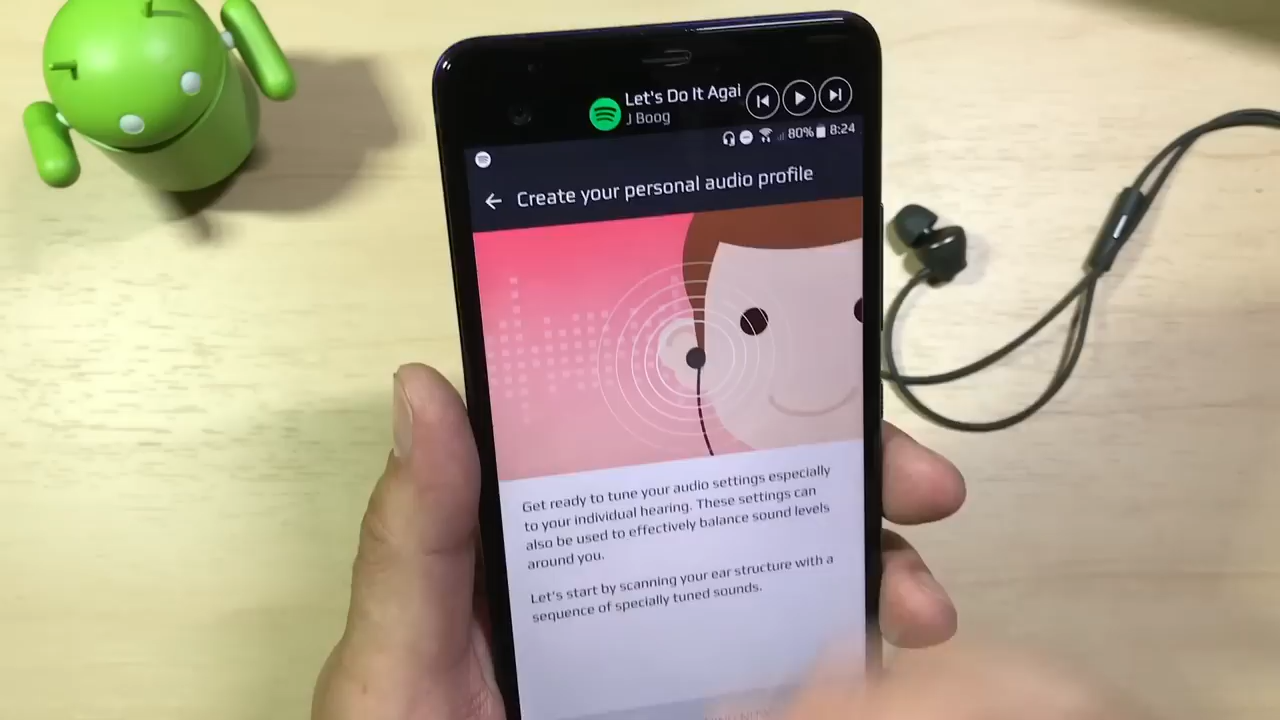 Let's Do It Agai
J Boog
80% 8:24
Create your personal audio profile
Get ready to tune your audio settings especially
to your individual hearing. These settings can
also be used to effectively balance sound levels
around you.
Let's start by scanning your ear structure with a
sequence of specially tuned sounds.